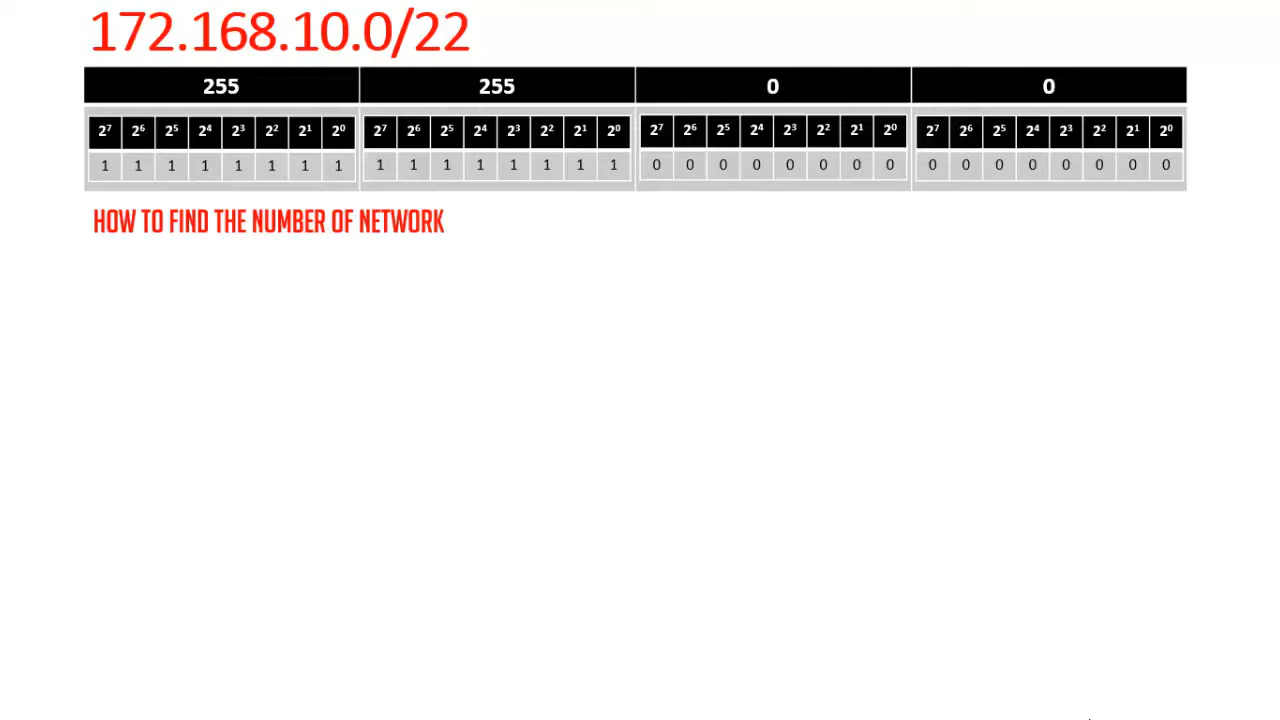 172.168.10.0/22
255 255 0 0
2⁷ 2⁶ 2⁵ 2⁴ 2³ 2² 2¹ 2⁰ 2⁷ 2⁶ 2⁵ 2⁴ 2³ 2² 2¹ 2⁰ 2⁷ 2⁶ 2⁵ 2⁴ 2³ 2² 2¹ 2⁰ 2⁷ 2⁶ 2⁵ 2⁴ 2³ 2² 2¹ 2⁰
1 1 1 1 1 1 1 1 1 1 1 1 1 1 1 1 0 0 0 0 0 0 0 0 0 0 0 0 0 0 0 0
HOW TO FIND THE NUMBER OF NETWORK